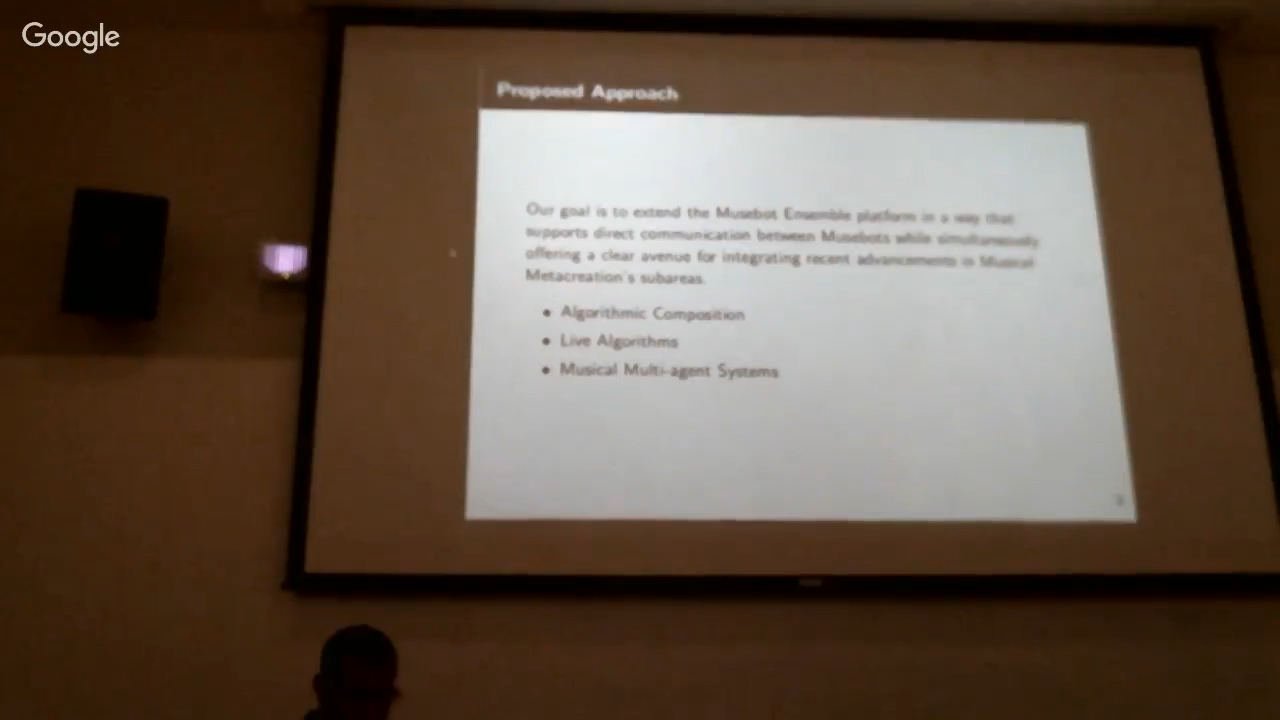 Google
Proposed Approach
Our goal is to extend the Musebot Ensemble platform in a way that
supports direct communication between Musebots while simultaneously
offering a clear avenue for integrating recent advancements in Musical
Metacreation's subareas.
• Algorithmic Composition
• Live Algorithms
• Musical Multi-agent Systems